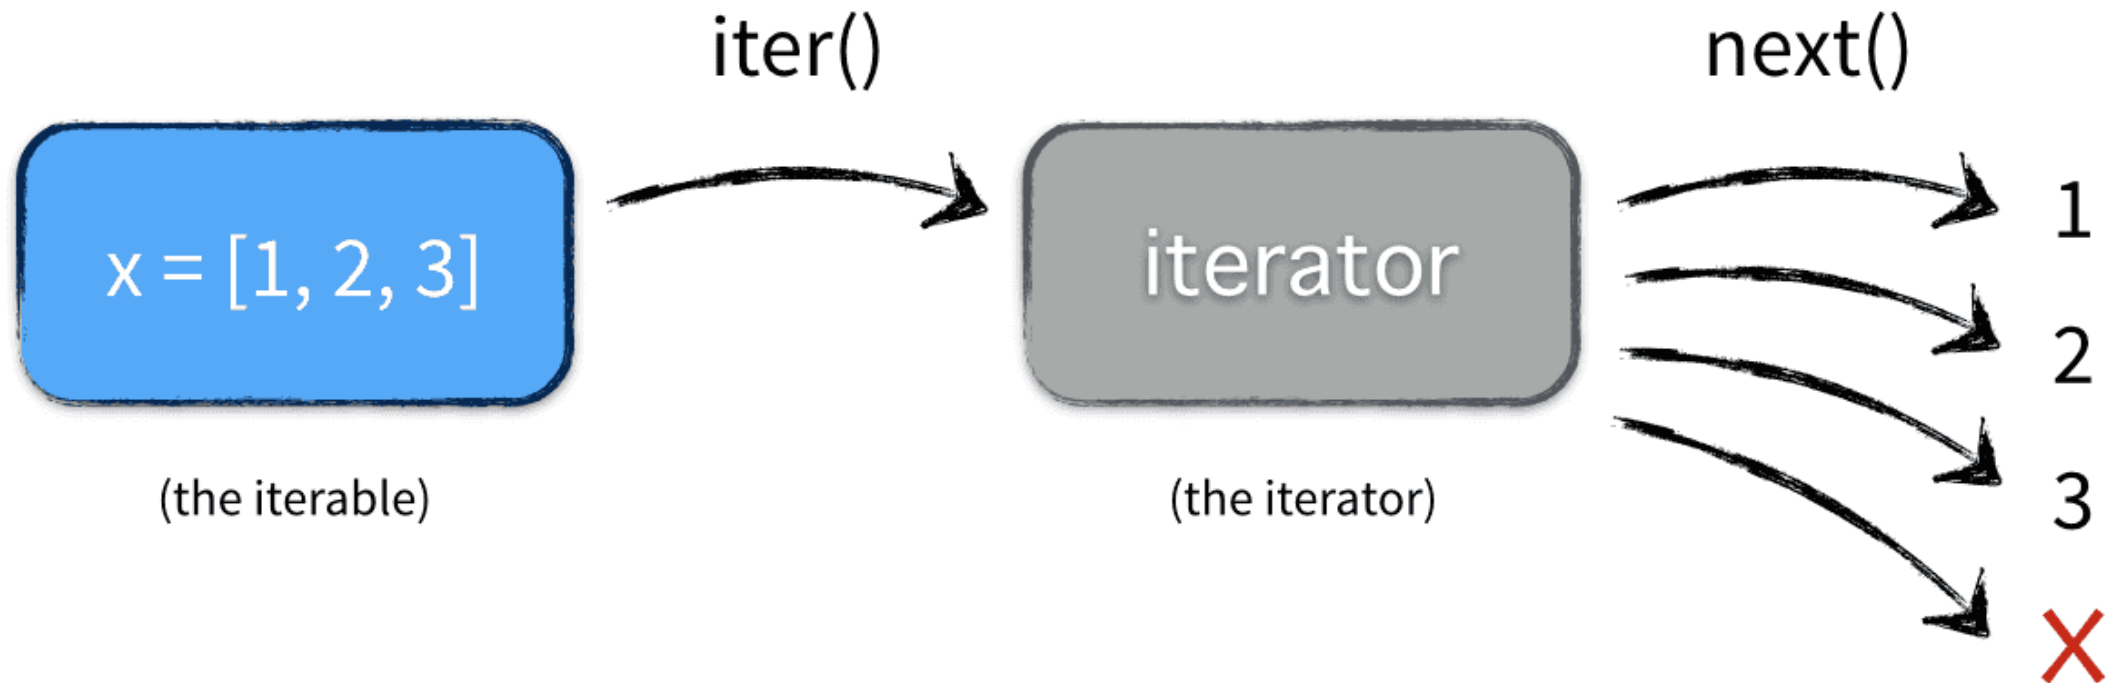 iter()
next()
x = [1, 2, 3]
iterator
1
2
3
X
(the iterable)
(the iterator)